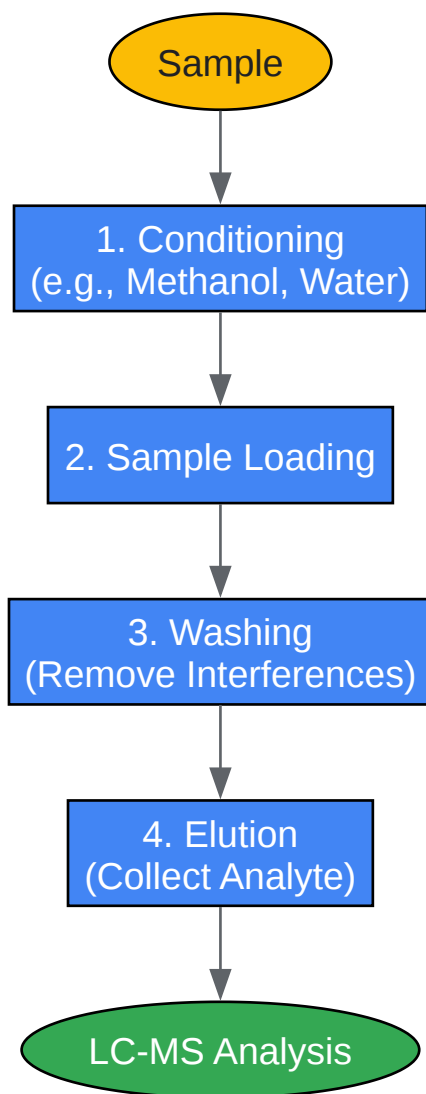 Sample
1. Conditioning
(e.g., Methanol, Water)
2. Sample Loading
3. Washing
(Remove Interferences)
4. Elution
(Collect Analyte)
LC-MS Analysis